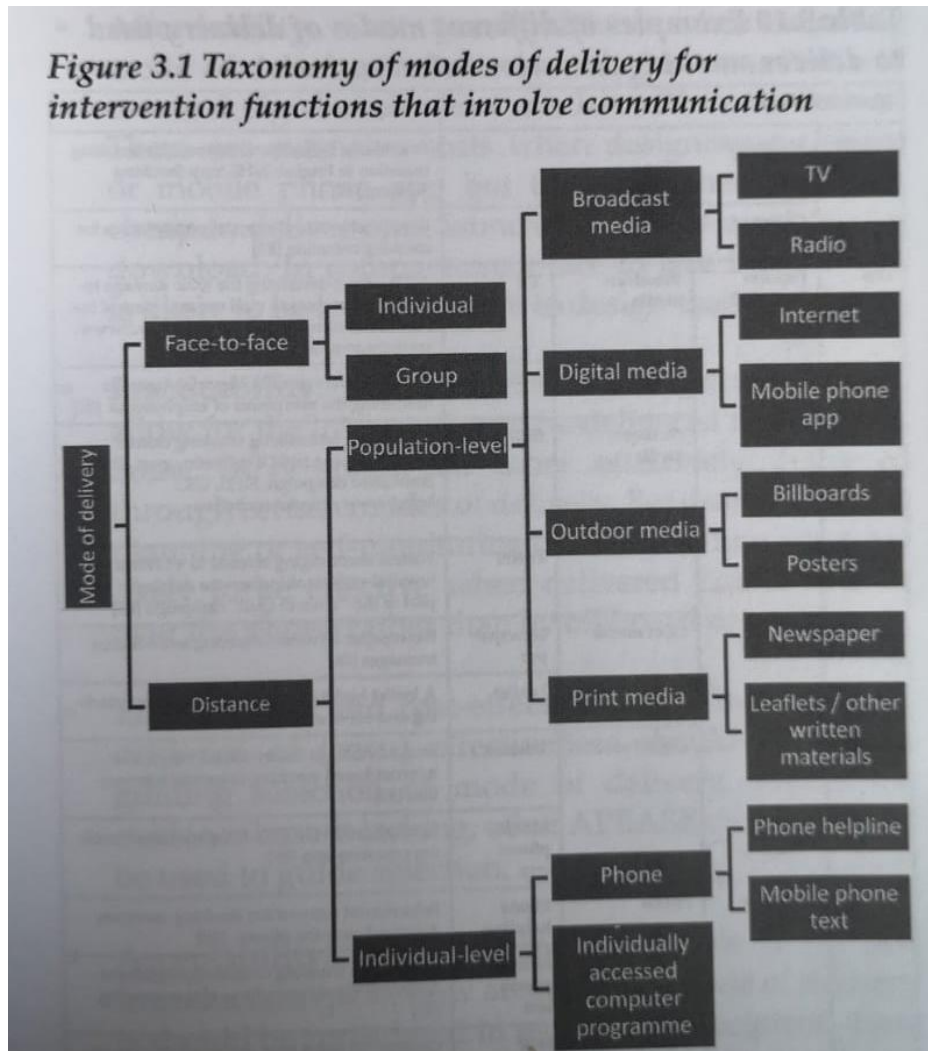 Figure 3.1 Taxonomy of modes of delivery for
intervention functions that involve communication
Mode of delivery
Face-to-face
Individual
Group
Distance
Population-level
Broadcast
media
TV
Radio
Digital media
Internet
Mobile phone
app
Outdoor media
Billboards
Posters
Print media
Newspaper
Leaflets / other
written
materials
Individual-level
Phone
Phone helpline
Mobile phone
text
Individually
accessed
computer
programme